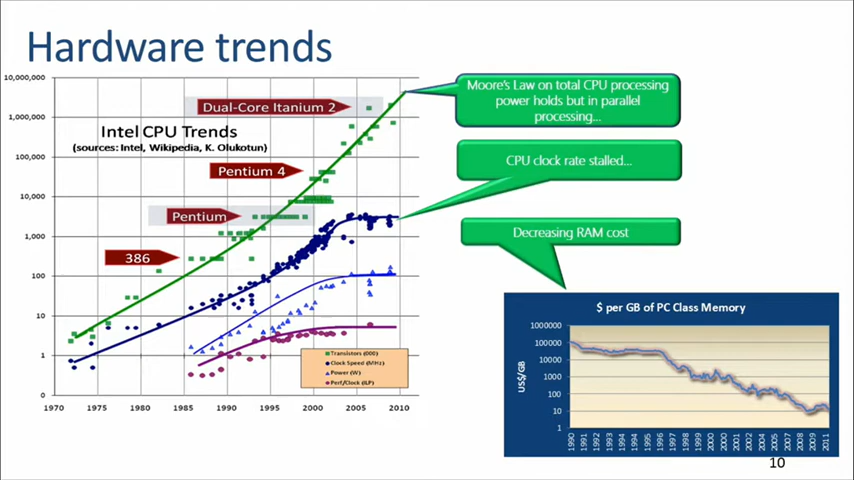 Hardware trends
10,000,000
1,000,000
100,000
10,000
1,000
100
10
1
0
1970
1975
1980
1985
1990
1995
2000
2005
2010
Intel CPU Trends
(sources: Intel, Wikipedia, K. Olukotun)
Dual-Core Itanium 2
Pentium 4
Pentium
386
Transistors (000)
Clock Speed (MHz)
Power (W)
Perf/Clock (ILP)
Moore's Law on total CPU processing
power holds but in parallel
processing...
CPU clock rate stalled...
Decreasing RAM cost
$ per GB of PC Class Memory
US$/GB
1000000
100000
10000
1000
100
10
1
1990
1991
1992
1993
1994
1995
1996
1997
1998
1999
2000
2000
2001
2002
2003
2004
2005
2007
2008
2009
2011
10